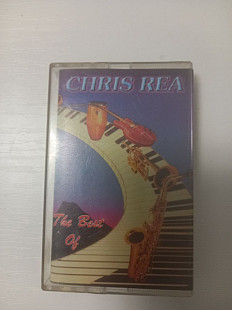 CHRIS REA
The Best
Of